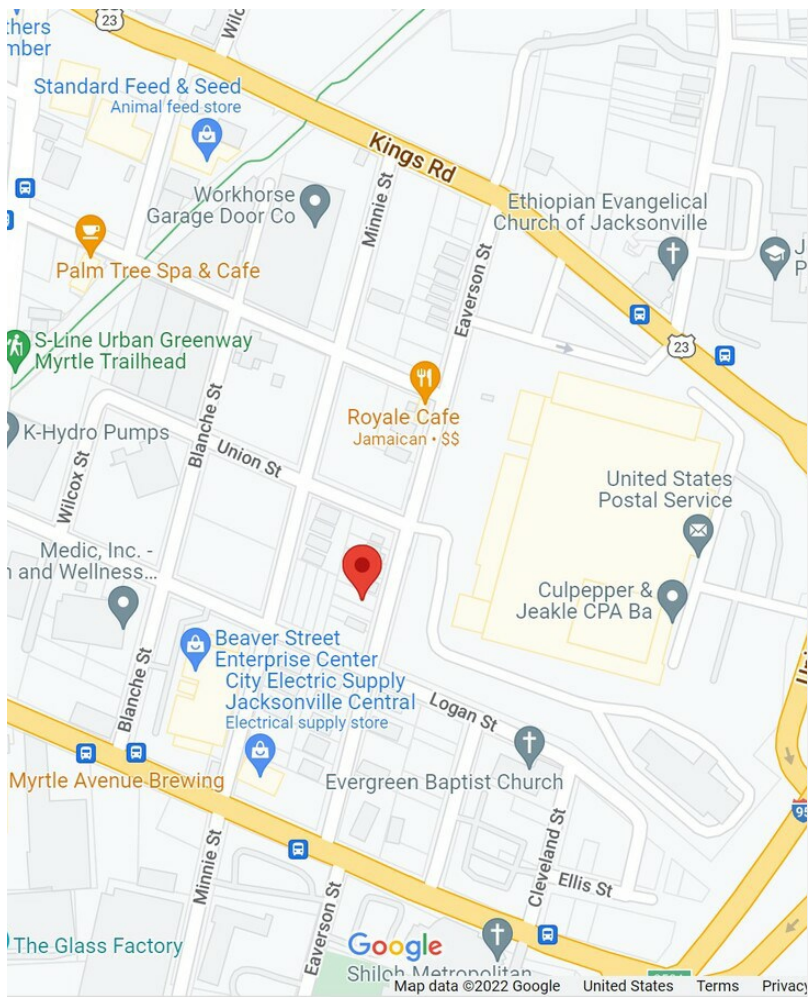 thers
mber
23
Wilc
Standard Feed & Seed
Animal feed store
Kings Rd
Workhorse
Garage Door Co
Minnie St
Ethiopian Evangelical
Church of Jacksonville
J
P
Palm Tree Spa & Cafe
Eaverson St
S-Line Urban Greenway
Myrtle Trailhead
23
Royale Cafe
Jamaican • $$
Blanche St
K-Hydro Pumps
Union St
Wilcox St
United States
Postal Service
Medic, Inc. -
n and Wellness...
Culpepper &
Jeakle CPA Ba
Beaver Street
Enterprise Center
City Electric Supply
Jacksonville Central
Electrical supply store
Blanche St
Logan St
Myrtle Avenue Brewing
Evergreen Baptist Church
95
Minnie St
Cleveland St
Ellis St
Eaverson St
The Glass Factory
Google
Shiloh Metropolitan
Map data ©2022 Google
United States
Terms
Privacy